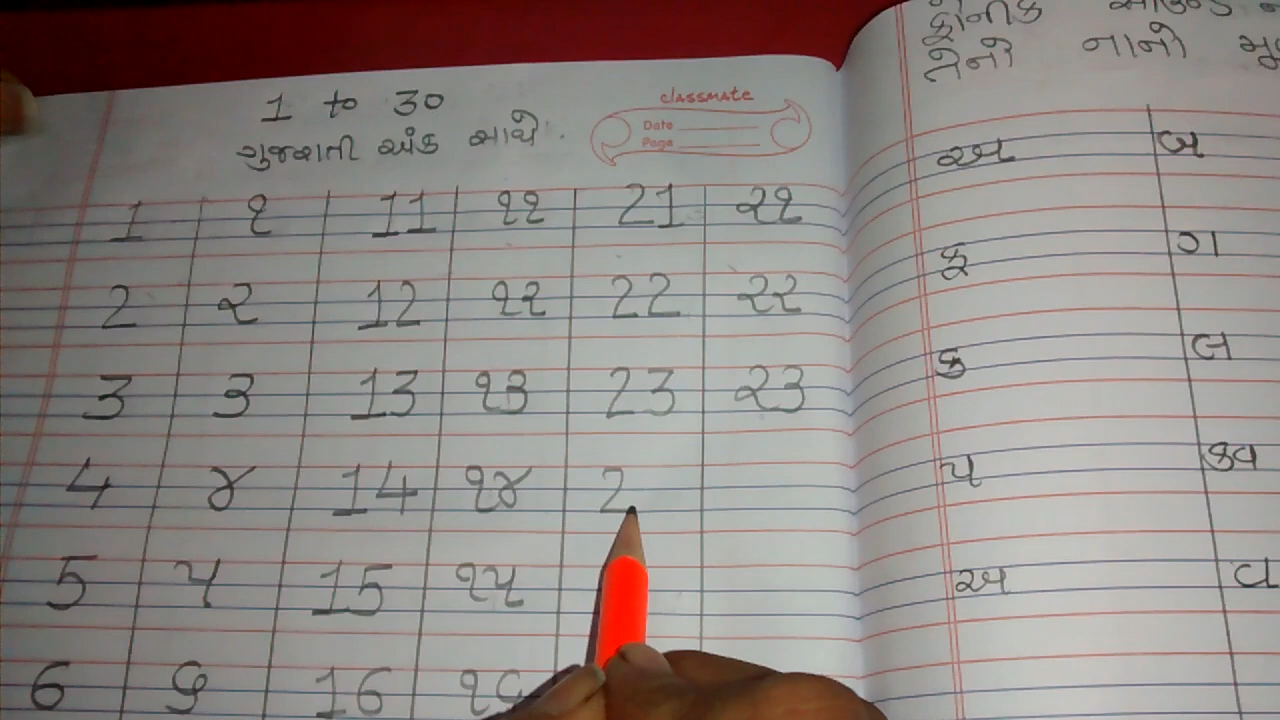 1 to 30
ગુજરાતી અંક સાથે.
classmate
Date
Page
1 ૧ 11 ૧૧ 21 ૨૧
2 ૨ 12 ૧૨ 22 ૨૨
3 ૩ 13 ૧૩ 23 ૨૩
4 ૪ 14 ૧૪ 2
5 ૫ 15 ૧૫
6 ૬ 16 ૧૬
નાનો
અ બ
ગ
ક લ
પ
અ